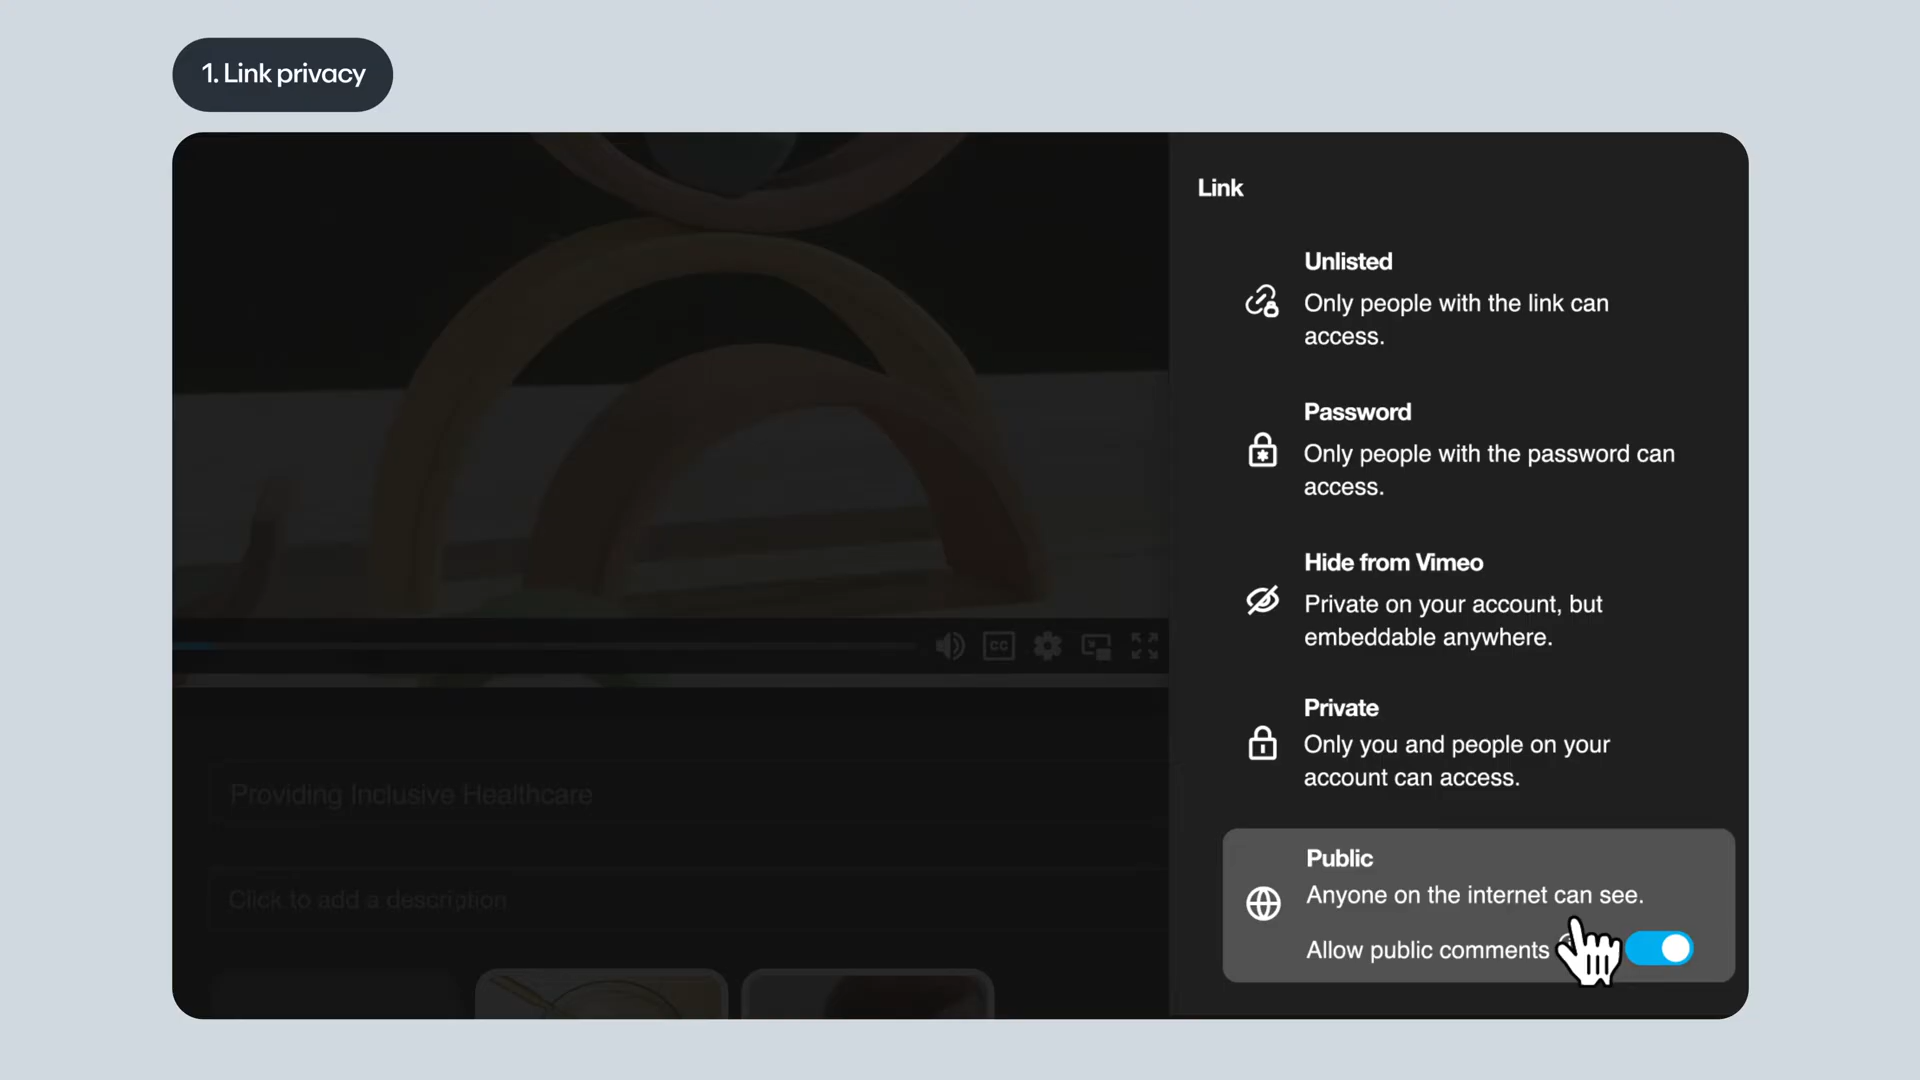 1. Link privacy
Link
Unlisted
Only people with the link can
access.
Password
Only people with the password can
access.
Hide from Vimeo
Private on your account, but
embeddable anywhere.
Private
Only you and people on your
account can access.
Public
Anyone on the internet can see.
Allow public comments
CC
Providing Inclusive Healthcare
Click to add a description